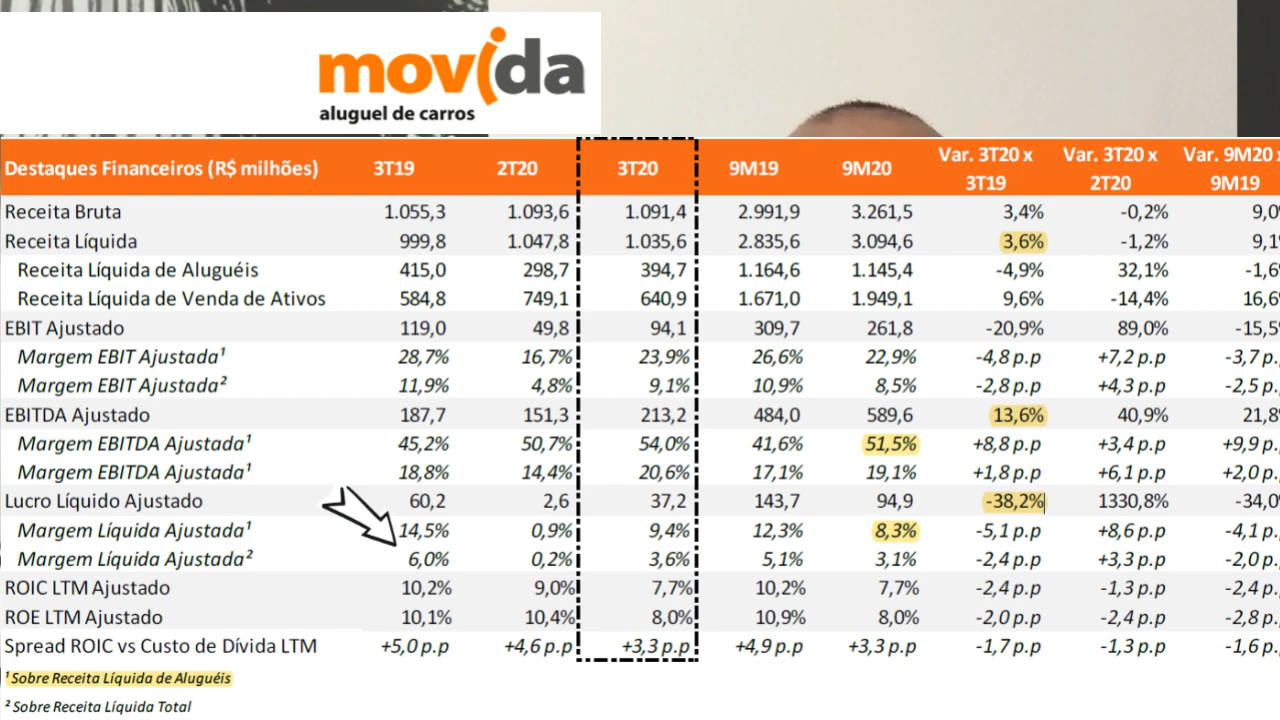 movida
aluguel de carros
Destaques Financeiros (R$ milhões) 3T19 2T20 3T20 9M19 9M20 Var. 3T20 x 3T19 Var. 3T20 x 2T20 Var. 9M20 x 9M19
Receita Bruta 1.055,3 1.093,6 1.091,4 2.991,9 3.261,5 3,4% -0,2% 9,0%
Receita Líquida 999,8 1.047,8 1.035,6 2.835,6 3.094,6 3,6% -1,2% 9,1%
Receita Líquida de Aluguéis 415,0 298,7 394,7 1.164,6 1.145,4 -4,9% 32,1% -1,6%
Receita Líquida de Venda de Ativos 584,8 749,1 640,9 1.671,0 1.949,1 9,6% -14,4% 16,6%
EBIT Ajustado 119,0 49,8 94,1 309,7 261,8 -20,9% 89,0% -15,5%
Margem EBIT Ajustada¹ 28,7% 16,7% 23,9% 26,6% 22,9% -4,8 p.p +7,2 p.p -3,7 p.
Margem EBIT Ajustada² 11,9% 4,8% 9,1% 10,9% 8,5% -2,8 p.p +4,3 p.p -2,5 p.
EBITDA Ajustado 187,7 151,3 213,2 484,0 589,6 13,6% 40,9% 21,8%
Margem EBITDA Ajustada¹ 45,2% 50,7% 54,0% 41,6% 51,5% +8,8 p.p +3,4 p.p +9,9 p.
Margem EBITDA Ajustada¹ 18,8% 14,4% 20,6% 17,1% 19,1% +1,8 p.p +6,1 p.p +2,0 p.
Lucro Líquido Ajustado 60,2 2,6 37,2 143,7 94,9 -38,2% 1330,8% -34,0%
Margem Líquida Ajustada¹ 14,5% 0,9% 9,4% 12,3% 8,3% -5,1 p.p +8,6 p.p -4,1 p.
Margem Líquida Ajustada² 6,0% 0,2% 3,6% 5,1% 3,1% -2,4 p.p +3,3 p.p -2,0 p.
ROIC LTM Ajustado 10,2% 9,0% 7,7% 10,2% 7,7% -2,4 p.p -1,3 p.p -2,4 p.
ROE LTM Ajustado 10,1% 10,4% 8,0% 10,9% 8,0% -2,0 p.p -2,4 p.p -2,8 p.
Spread ROIC vs Custo de Dívida LTM +5,0 p.p +4,6 p.p +3,3 p.p +4,9 p.p +3,3 p.p -1,7 p.p -1,3 p.p -1,6 p.
¹ Sobre Receita Líquida de Aluguéis
² Sobre Receita Líquida Total